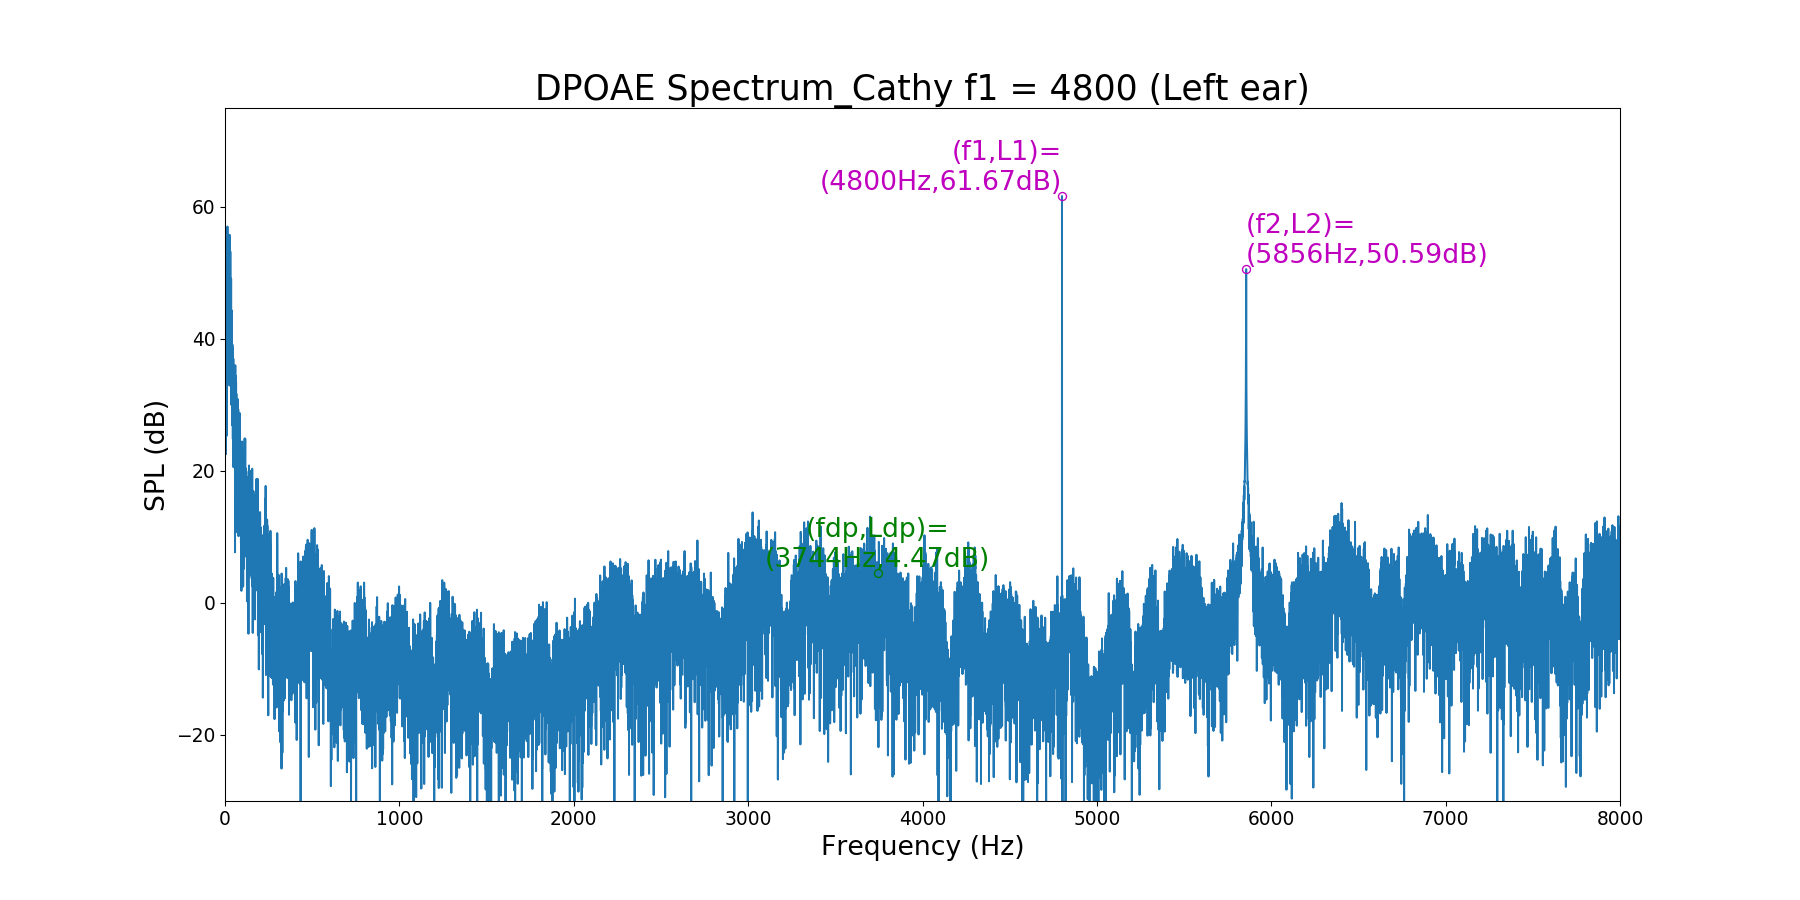 DPOAE Spectrum_Cathy f1 = 4800 (Left ear)
(f1,L1)=
(4800Hz,61.67dB)
(f2,L2)=
(5856Hz,50.59dB)
(fdp,Ldp)=
(3744Hz,4.47dB)
SPL (dB)
60
40
20
0
−20
0 1000 2000 3000 4000 5000 6000 7000 8000
Frequency (Hz)